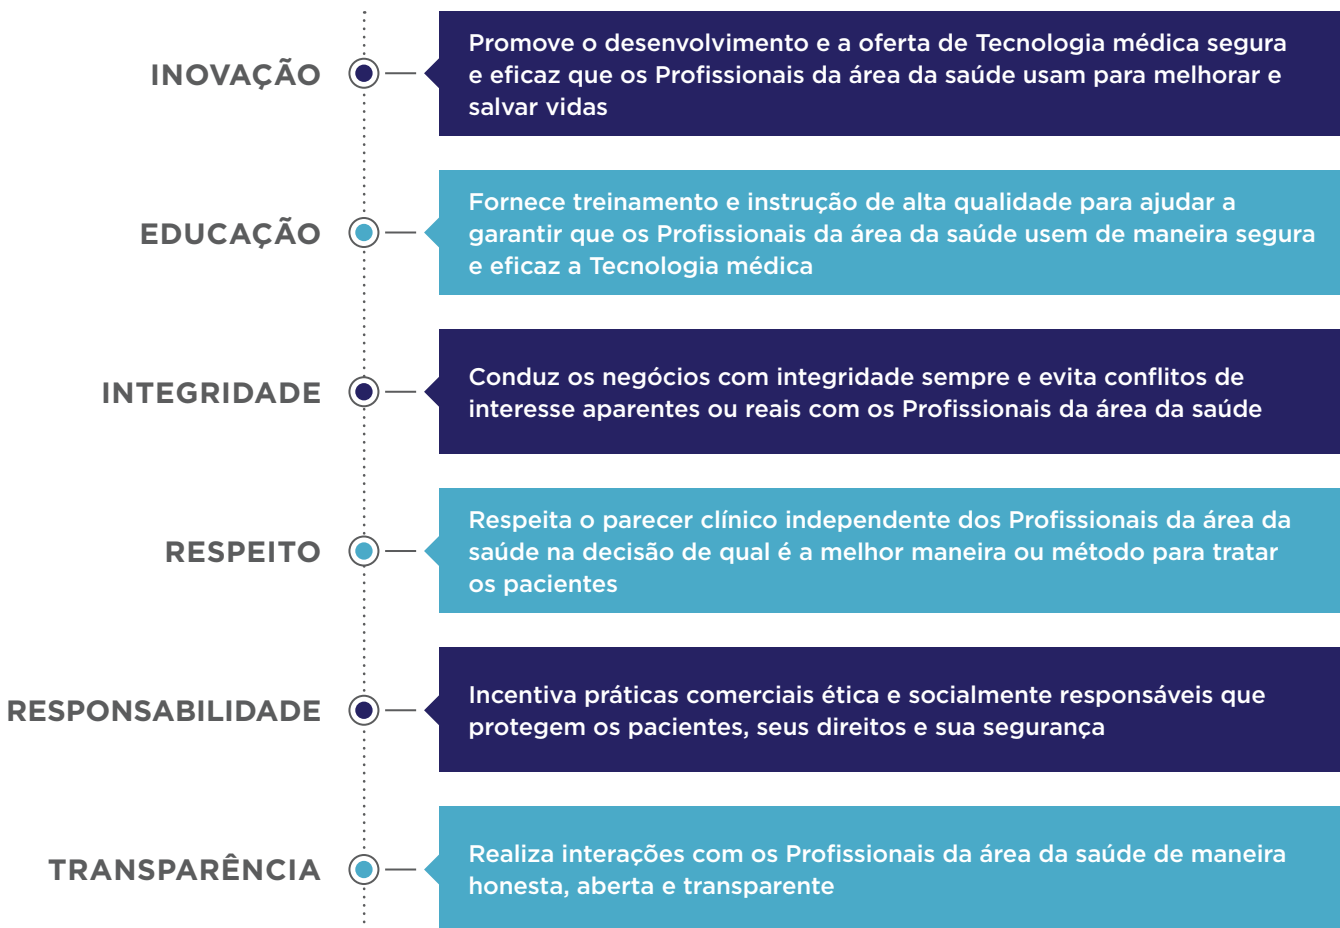 INOVAÇÃO
Promove o desenvolvimento e a oferta de Tecnologia médica segura
e eficaz que os Profissionais da área da saúde usam para melhorar e
salvar vidas
EDUCAÇÃO
Fornece treinamento e instrução de alta qualidade para ajudar a
garantir que os Profissionais da área da saúde usem de maneira segura
e eficaz a Tecnologia médica
INTEGRIDADE
Conduz os negócios com integridade sempre e evita conflitos de
interesse aparentes ou reais com os Profissionais da área da saúde
RESPEITO
Respeita o parecer clínico independente dos Profissionais da área da
saúde na decisão de qual é a melhor maneira ou método para tratar
os pacientes
RESPONSABILIDADE
Incentiva práticas comerciais ética e socialmente responsáveis que
protegem os pacientes, seus direitos e sua segurança
TRANSPARÊNCIA
Realiza interações com os Profissionais da área da saúde de maneira
honesta, aberta e transparente